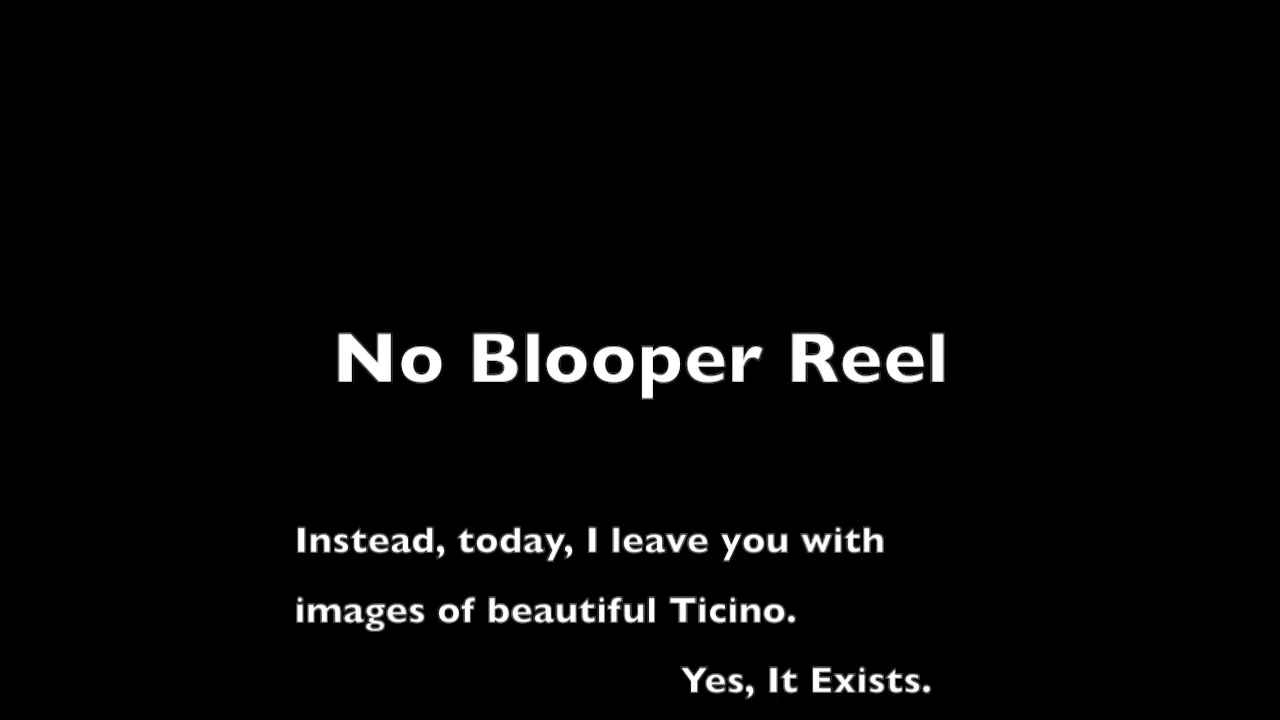 No Blooper Reel
Instead, today, I leave you with
images of beautiful Ticino.
Yes, It Exists.